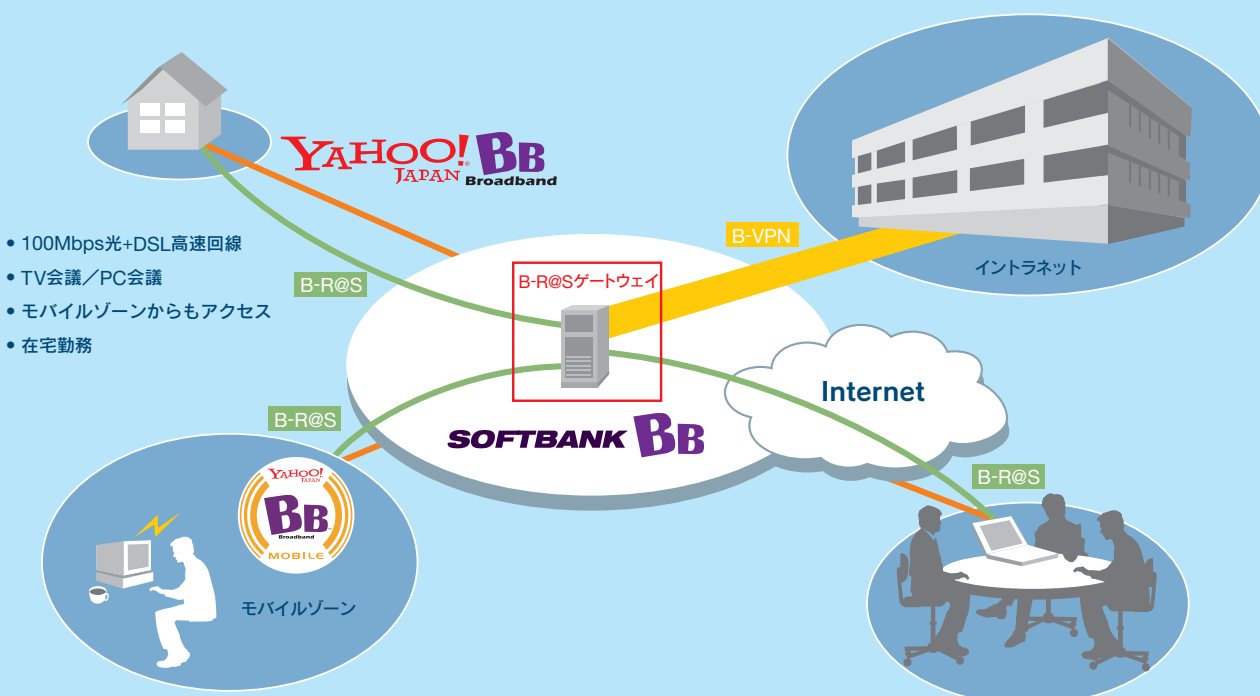 YAHOO! BB
JAPAN Broadband
• 100Mbps光+DSL高速回線
• TV会議／PC会議
• モバイルゾーンからもアクセス
• 在宅勤務
B-R@S
B-VPN
イントラネット
B-R@Sゲートウェイ
Internet
SOFTBANK BB
B-R@S
B-R@S
YAHOO!
JAPAN
BB
Broadband
MOBILE
モバイルゾーン